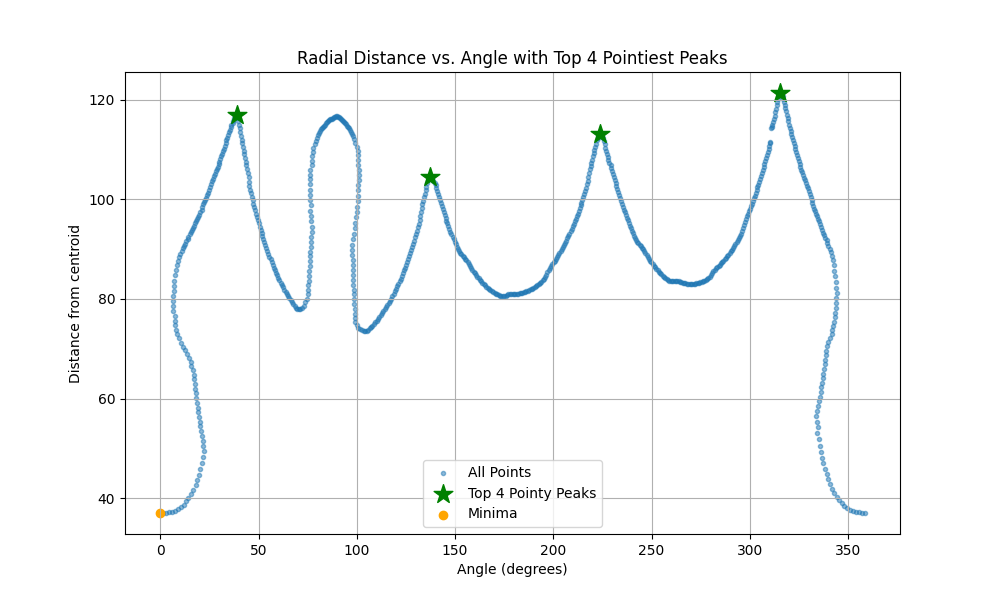 Radial Distance vs. Angle with Top 4 Pointiest Peaks
Distance from centroid
120
100
80
60
40
0 50 100 150 200 250 300 350
Angle (degrees)
All Points
Top 4 Pointy Peaks
Minima